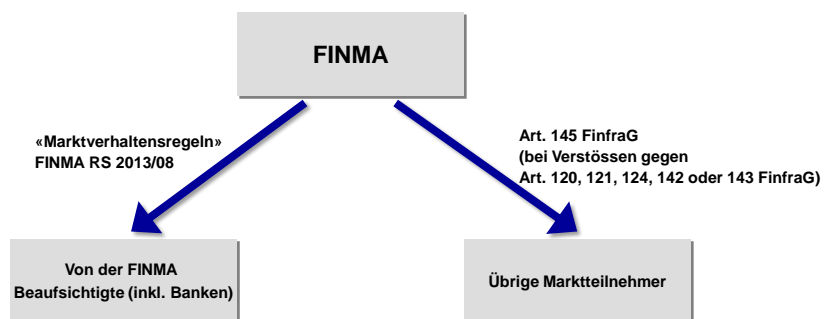 FINMA
«Marktverhaltensregeln»
FINMA RS 2013/08
Art. 145 FinfraG
(bei Verstössen gegen
Art. 120, 121, 124, 142 oder 143 FinfraG)
Von der FINMA
Beaufsichtigte (inkl. Banken)
Übrige Marktteilnehmer